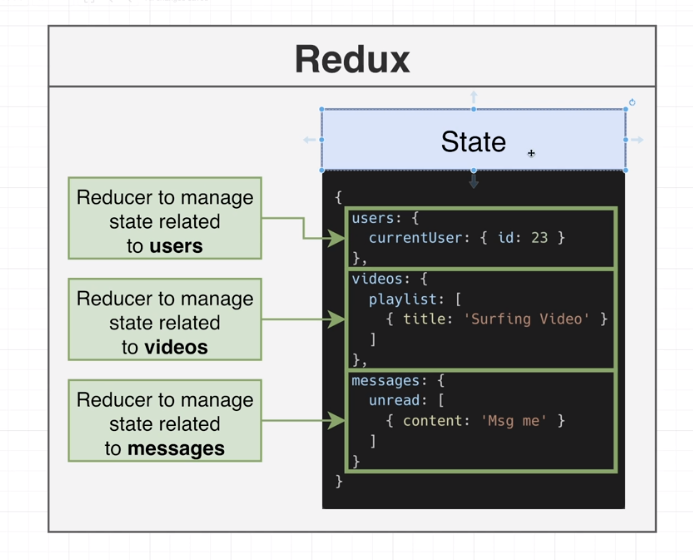 Redux
State
Reducer to manage
state related
to users
Reducer to manage
state related
to videos
Reducer to manage
state related
to messages
{
users: {
currentUser: { id: 23 }
},
videos: {
playlist: [
{ title: 'Surfing Video' }
]
},
messages: {
unread: [
{ content: 'Msg me' }
]
}
}